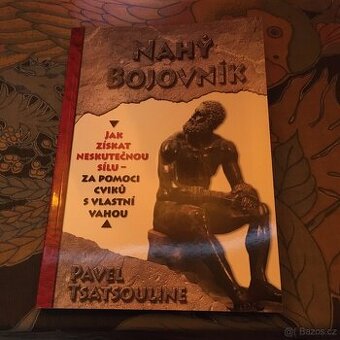 NAHÝ
BOJOVNÍK
JAK
ZÍSKAT
NESKUTEČNOU
SÍLU –
ZA POMOCI
CVIKŮ
S VLASTNÍ
VAHOU
PAVEL
TSATSOULINE
Bazos.cz